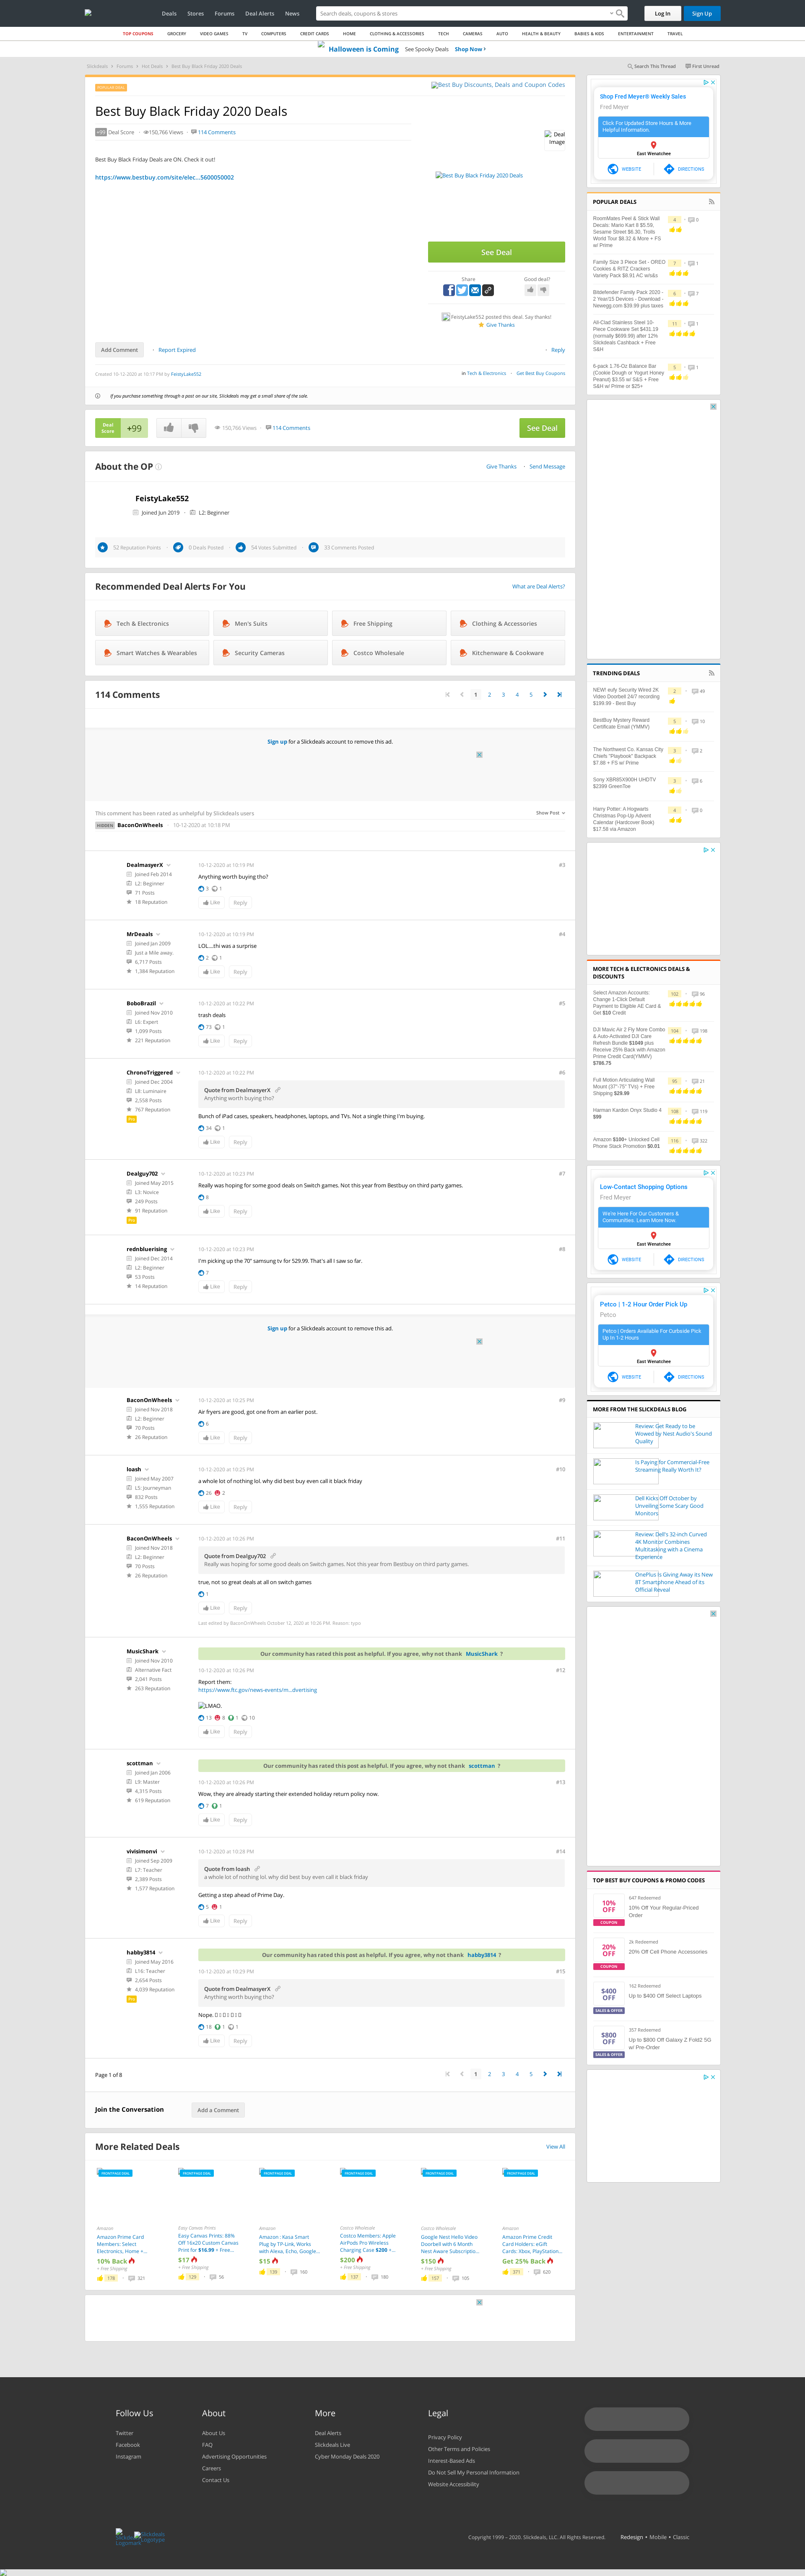 Deals Stores Forums Deal Alerts News
Search deals, coupons & stores
Log In Sign Up
TOP COUPONS GROCERY VIDEO GAMES TV COMPUTERS CREDIT CARDS HOME CLOTHING & ACCESSORIES TECH CAMERAS AUTO HEALTH & BEAUTY BABIES & KIDS ENTERTAINMENT TRAVEL
Halloween is Coming See Spooky Deals Shop Now
Slickdeals Forums Hot Deals Best Buy Black Friday 2020 Deals
Search This Thread First Unread
Best Buy Discounts, Deals and Coupon Codes
Best Buy Black Friday 2020 Deals
+99 Deal Score 150,766 Views 114 Comments
Deal Image
Best Buy Black Friday Deals are ON. Check it out!
https://www.bestbuy.com/site/elec...5600050002
Best Buy Black Friday 2020 Deals
See Deal
Share Good deal?
FeistyLake552 posted this deal. Say thanks!
Give Thanks
Add Comment Report Expired Reply
Created 10-12-2020 at 10:17 PM by FeistyLake552
in Tech & Electronics Get Best Buy Coupons
If you purchase something through a post on our site, Slickdeals may get a small share of the sale.
Deal Score +99 150,766 Views 114 Comments See Deal
About the OP Give Thanks Send Message
FeistyLake552
Joined Jun 2019 L2: Beginner
52 Reputation Points 0 Deals Posted 54 Votes Submitted 33 Comments Posted
Recommended Deal Alerts For You What are Deal Alerts?
Tech & Electronics Men's Suits Free Shipping Clothing & Accessories
Smart Watches & Wearables Security Cameras Costco Wholesale Kitchenware & Cookware
114 Comments 1 2 3 4 5
Sign up for a Slickdeals account to remove this ad.
This comment has been rated as unhelpful by Slickdeals users Show Post
HIDDEN BaconOnWheels 10-12-2020 at 10:18 PM
DealmasyerX
Joined Feb 2014
L2: Beginner
71 Posts
18 Reputation
10-12-2020 at 10:19 PM #3
Anything worth buying tho?
3 1
Like Reply
MrDeaals
Joined Jan 2009
Just a Mile away.
6,717 Posts
1,384 Reputation
10-12-2020 at 10:19 PM #4
LOL....thi was a surprise
2 1
Like Reply
BoboBrazil
Joined Nov 2010
L6: Expert
1,099 Posts
221 Reputation
10-12-2020 at 10:22 PM #5
trash deals
73 1
Like Reply
ChronoTriggered
Joined Dec 2004
L8: Luminaire
2,558 Posts
767 Reputation
Pro
10-12-2020 at 10:22 PM #6
Quote from DealmasyerX
Anything worth buying tho?
Bunch of iPad cases, speakers, headphones, laptops, and TVs. Not a single thing I'm buying.
34 1
Like Reply
Dealguy702
Joined May 2015
L3: Novice
249 Posts
91 Reputation
Pro
10-12-2020 at 10:23 PM #7
Really was hoping for some good deals on Switch games. Not this year from Bestbuy on third party games.
8
Like Reply
rednbluerising
Joined Dec 2014
L2: Beginner
53 Posts
14 Reputation
10-12-2020 at 10:23 PM #8
I'm picking up the 70" samsung tv for 529.99. That's all I saw so far.
7
Like Reply
Sign up for a Slickdeals account to remove this ad.
BaconOnWheels
Joined Nov 2018
L2: Beginner
70 Posts
26 Reputation
10-12-2020 at 10:25 PM #9
Air fryers are good, got one from an earlier post.
6
Like Reply
loash
Joined May 2007
L5: Journeyman
832 Posts
1,555 Reputation
10-12-2020 at 10:25 PM #10
a whole lot of nothing lol. why did best buy even call it black friday
26 2
Like Reply
BaconOnWheels
Joined Nov 2018
L2: Beginner
70 Posts
26 Reputation
10-12-2020 at 10:26 PM #11
Quote from Dealguy702
Really was hoping for some good deals on Switch games. Not this year from Bestbuy on third party games.
true, not so great deals at all on switch games
1
Like Reply
Last edited by BaconOnWheels October 12, 2020 at 10:26 PM. Reason: typo
MusicShark
Joined Nov 2010
Alternative Fact
2,041 Posts
263 Reputation
Our community has rated this post as helpful. If you agree, why not thank MusicShark ?
10-12-2020 at 10:26 PM #12
Report them:
https://www.ftc.gov/news-events/m...dvertising
LMAO.
13 8 1 10
Like Reply
scottman
Joined Jan 2006
L9: Master
4,315 Posts
619 Reputation
Our community has rated this post as helpful. If you agree, why not thank scottman ?
10-12-2020 at 10:26 PM #13
Wow, they are already starting their extended holiday return policy now.
7 1
Like Reply
vivisimonvi
Joined Sep 2009
L7: Teacher
2,389 Posts
1,577 Reputation
10-12-2020 at 10:28 PM #14
Quote from loash
a whole lot of nothing lol. why did best buy even call it black friday
Getting a step ahead of Prime Day.
5 1
Like Reply
habby3814
Joined May 2016
L10: Teacher
2,654 Posts
4,039 Reputation
Pro
Our community has rated this post as helpful. If you agree, why not thank habby3814 ?
10-12-2020 at 10:29 PM #15
Quote from DealmasyerX
Anything worth buying tho?
Nope.
18 1 1
Like Reply
Page 1 of 8 1 2 3 4 5
Join the Conversation Add a Comment
More Related Deals View All
FRONTPAGE DEAL FRONTPAGE DEAL FRONTPAGE DEAL FRONTPAGE DEAL FRONTPAGE DEAL FRONTPAGE DEAL
Amazon
Amazon Prime Card Members: Select Electronics, Home +...
10% Back
+ Free Shipping
178 321
Easy Canvas Prints
Easy Canvas Prints: 88% Off 16x20 Custom Canvas Print for $16.99 + Free...
$17
+ Free Shipping
129 56
Amazon
Amazon : Kasa Smart Plug by TP-Link, Works with Alexa, Echo, Google...
$15
139 160
Costco Wholesale
Costco Members: Apple AirPods Pro Wireless Charging Case $200 +...
$200
+ Free Shipping
137 180
Costco Wholesale
Google Nest Hello Video Doorbell with 6 Month Nest Aware Subscriptio...
$150
+ Free Shipping
157 105
Amazon
Amazon Prime Credit Card Holders: eGift Cards: Xbox, PlayStation...
Get 25% Back
371 620
Shop Fred Meyer® Weekly Sales
Fred Meyer
Click For Updated Store Hours & More Helpful Information.
East Wenatchee
WEBSITE DIRECTIONS
POPULAR DEALS
RoomMates Peel & Stick Wall Decals: Mario Kart 8 $5.59, Sesame Street $6.30, Trolls World Tour $8.32 & More + FS w/ Prime
4 0
Family Size 3 Piece Set - OREO Cookies & RITZ Crackers Variety Pack $8.91 AC w/s&s
7 1
Bitdefender Family Pack 2020 - 2 Year/15 Devices - Download - Newegg.com $39.99 plus taxes
6 7
All-Clad Stainless Steel 10-Piece Cookware Set $431.19 (normally $699.99) after 12% Slickdeals Cashback + Free S&H
11 1
6-pack 1.76-Oz Balance Bar (Cookie Dough or Yogurt Honey Peanut) $3.55 w/ S&S + Free S&H w/ Prime or $25+
5 1
TRENDING DEALS
NEW! eufy Security Wired 2K Video Doorbell 24/7 recording $199.99 - Best Buy
2 49
BestBuy Mystery Reward Certificate Email (YMMV)
5 10
The Northwest Co. Kansas City Chiefs "Playbook" Backpack $7.88 + FS w/ Prime
3 2
Sony XBR85X900H UHDTV $2399 GreenToe
3 6
Harry Potter: A Hogwarts Christmas Pop-Up Advent Calendar (Hardcover Book) $17.58 via Amazon
4 0
MORE TECH & ELECTRONICS DEALS & DISCOUNTS
Select Amazon Accounts: Change 1-Click Default Payment to Eligible AE Card & Get $10 Credit
102 96
DJI Mavic Air 2 Fly More Combo & Auto-Activated DJI Care Refresh Bundle $1048 plus Receive 25% Back with Amazon Prime Credit Card(YMMV) $786.75
104 198
Full Motion Articulating Wall Mount (37"-75" TVs) + Free Shipping $29.99
95 21
Harman Kardon Onyx Studio 4 $99
108 119
Amazon $100+ Unlocked Cell Phone Slack Promotion $0.01
116 322
Low-Contact Shopping Options
Fred Meyer
We're Here For Our Customers & Communities. Learn More Now.
East Wenatchee
WEBSITE DIRECTIONS
Petco | 1-2 Hour Order Pick Up
Petco
Petco | Orders Available For Curbside Pick Up In 1-2 Hours
East Wenatchee
WEBSITE DIRECTIONS
MORE FROM THE SLICKDEALS BLOG
Review: Get Ready to be Wowed by Nest Audio's Sound Quality
Is Paying for Commercial-Free Streaming Really Worth It?
Dell Kicks Off October by Unveiling Some Scary Good Monitors
Review: Dell's 32-inch Curved 4K Monitor Combines Multitasking with a Cinema Experience
OnePlus Is Giving Away its New 8T Smartphone Ahead of its Official Reveal
TOP BEST BUY COUPONS & PROMO CODES
10% OFF COUPON
647 Redeemed
10% Off Your Regular-Priced Order
20% OFF COUPON
2k Redeemed
20% Off Cell Phone Accessories
$400 OFF SALES & OFFER
162 Redeemed
Up to $400 Off Select Laptops
$800 OFF SALES & OFFER
357 Redeemed
Up to $800 Off Galaxy Z Fold2 5G w/ Pre-Order
Follow Us
Twitter
Facebook
Instagram
About
About Us
FAQ
Advertising Opportunities
Careers
Contact Us
More
Deal Alerts
Slickdeals Live
Cyber Monday Deals 2020
Legal
Privacy Policy
Other Terms and Policies
Interest-Based Ads
Do Not Sell My Personal Information
Website Accessibility
Copyright 1999 - 2020. Slickdeals, LLC. All Rights Reserved. Redesign • Mobile • Classic